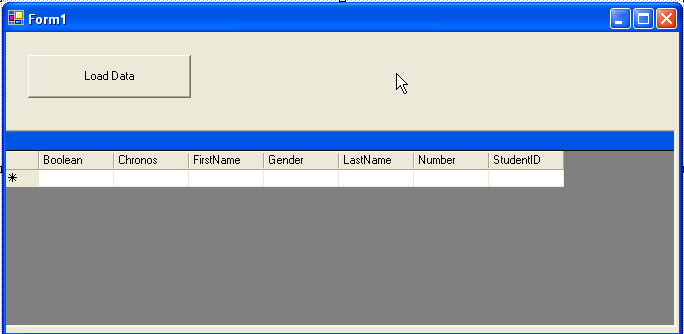 Form1
Load Data
Boolean Chronos FirstName Gender LastName Number StudentID